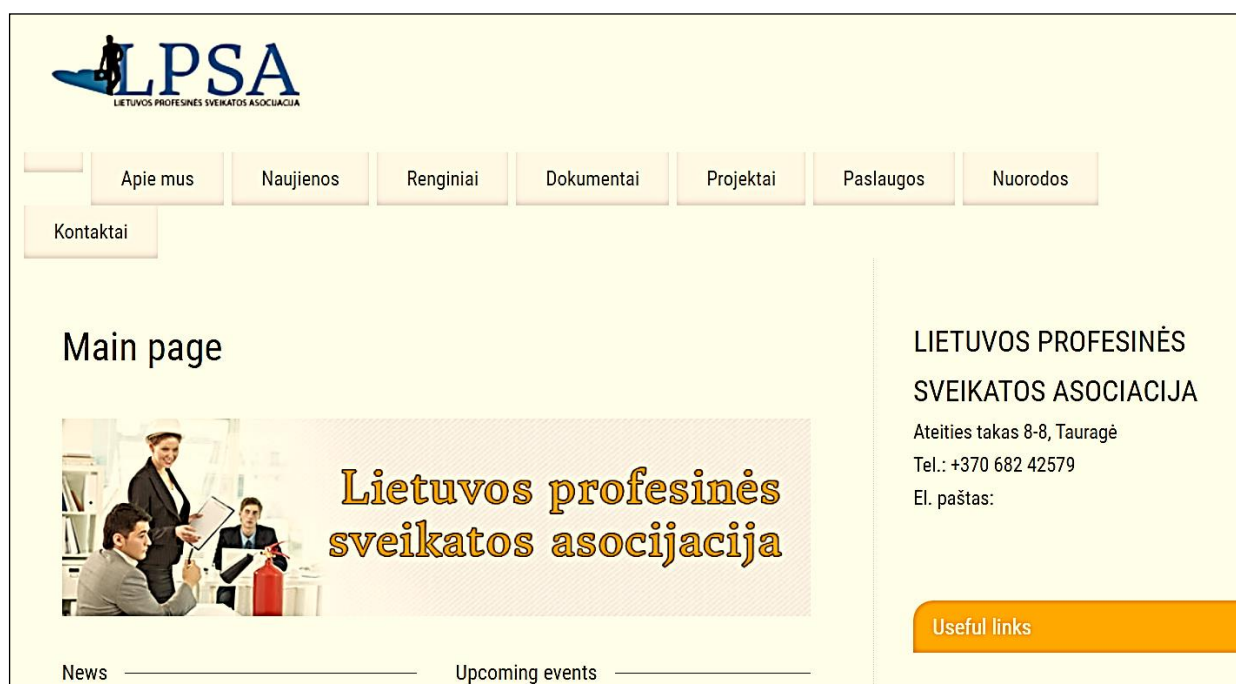 LPSA
LIETUVOS PROFESINĖS SVEIKATOS ASOCIJACIJA
Apie mus
Naujienos
Renginiai
Dokumentai
Projektai
Paslaugos
Nuorodos
Kontaktai
Main page
Lietuvos profesinės
sveikatos asocijacija
News
Upcoming events
LIETUVOS PROFESINĖS
SVEIKATOS ASOCIACIJA
Ateities takas 8-8, Tauragė
Tel.: +370 682 42579
El. paštas:
Useful links